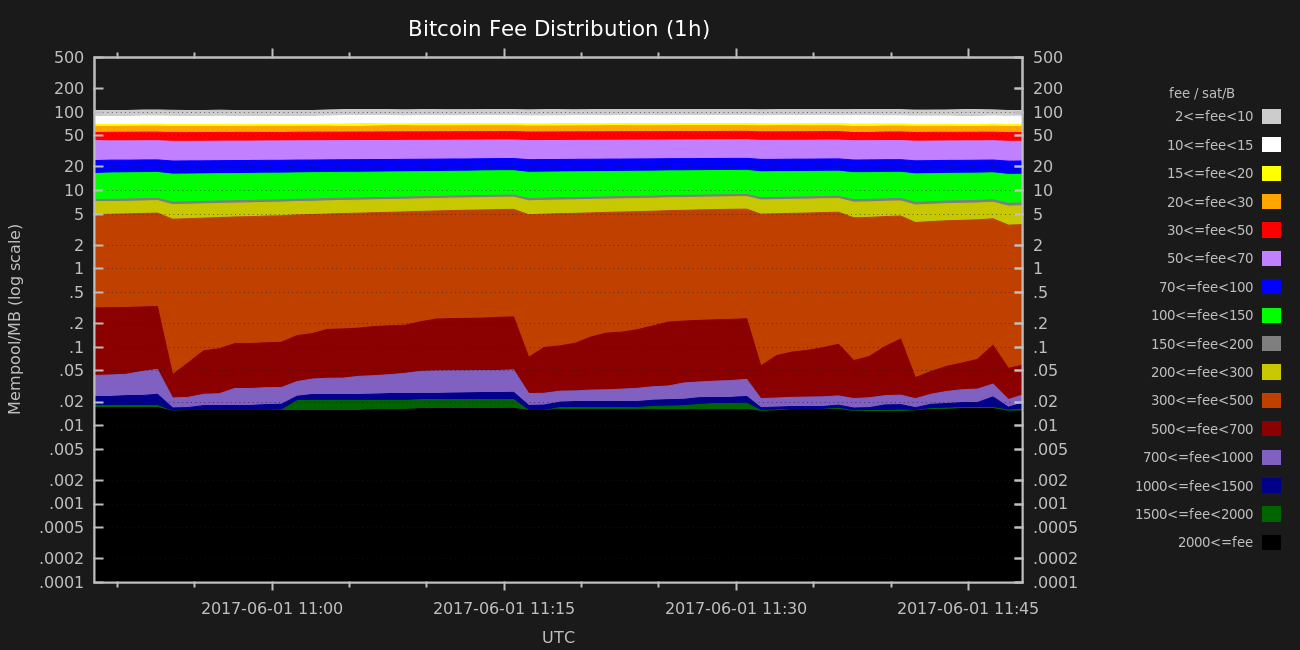 Bitcoin Fee Distribution (1h)
Mempool/MB (log scale)
500
200
100
50
20
10
5
2
1
.5
.2
.1
.05
.02
.01
.005
.002
.001
.0005
.0002
.0001
500
200
100
50
20
10
5
2
1
.5
.2
.1
.05
.02
.01
.005
.002
.001
.0005
.0002
.0001
2017-06-01 11:00
2017-06-01 11:15
2017-06-01 11:30
2017-06-01 11:45
UTC
fee / sat/B
2<=fee<10
10<=fee<15
15<=fee<20
20<=fee<30
30<=fee<50
50<=fee<70
70<=fee<100
100<=fee<150
150<=fee<200
200<=fee<300
300<=fee<500
500<=fee<700
700<=fee<1000
1000<=fee<1500
1500<=fee<2000
2000<=fee